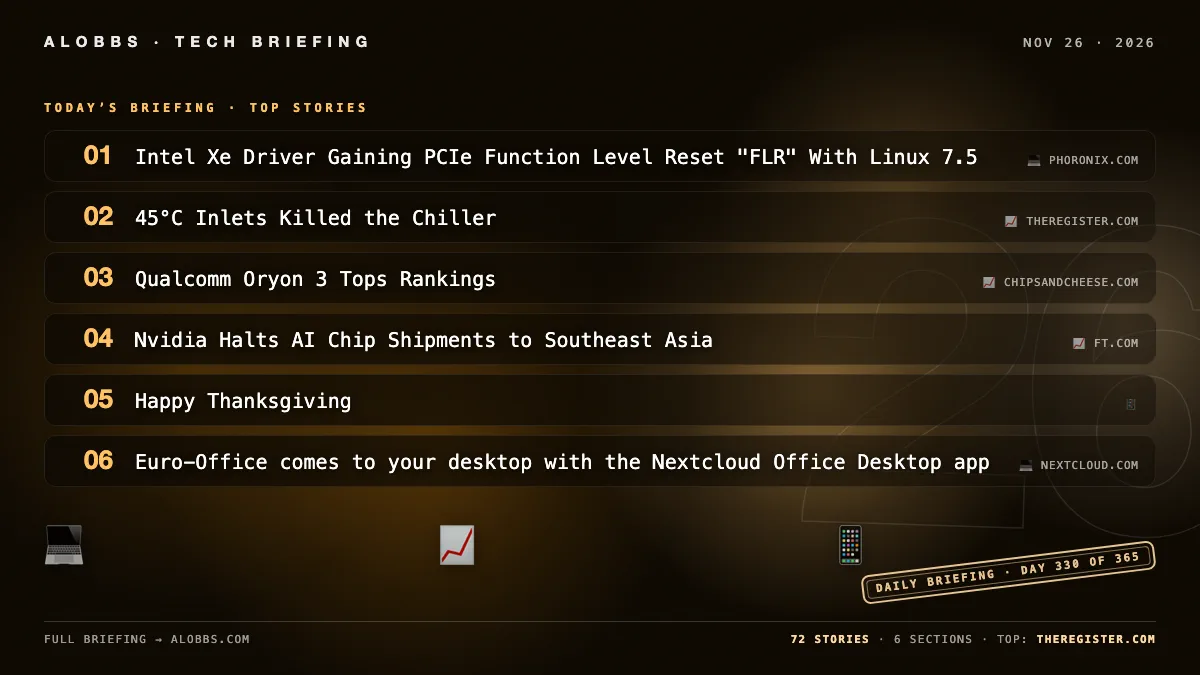 ALOBBS · TECH BRIEFING
NOV 26 · 2026
TODAY'S BRIEFING · TOP STORIES
01 Intel Xe Driver Gaining PCIe Function Level Reset "FLR" With Linux 7.5 PHORONIX.COM
02 45°C Inlets Killed the Chiller THEREGISTER.COM
03 Qualcomm Oryon 3 Tops Rankings CHIPSANDCHEESE.COM
04 Nvidia Halts AI Chip Shipments to Southeast Asia FT.COM
05 Happy Thanksgiving
06 Euro-Office comes to your desktop with the Nextcloud Office Desktop app NEXTCLOUD.COM
26
DAILY BRIEFING · DAY 330 OF 365
FULL BRIEFING → ALOBBS.COM
72 STORIES · 6 SECTIONS · TOP: THEREGISTER.COM